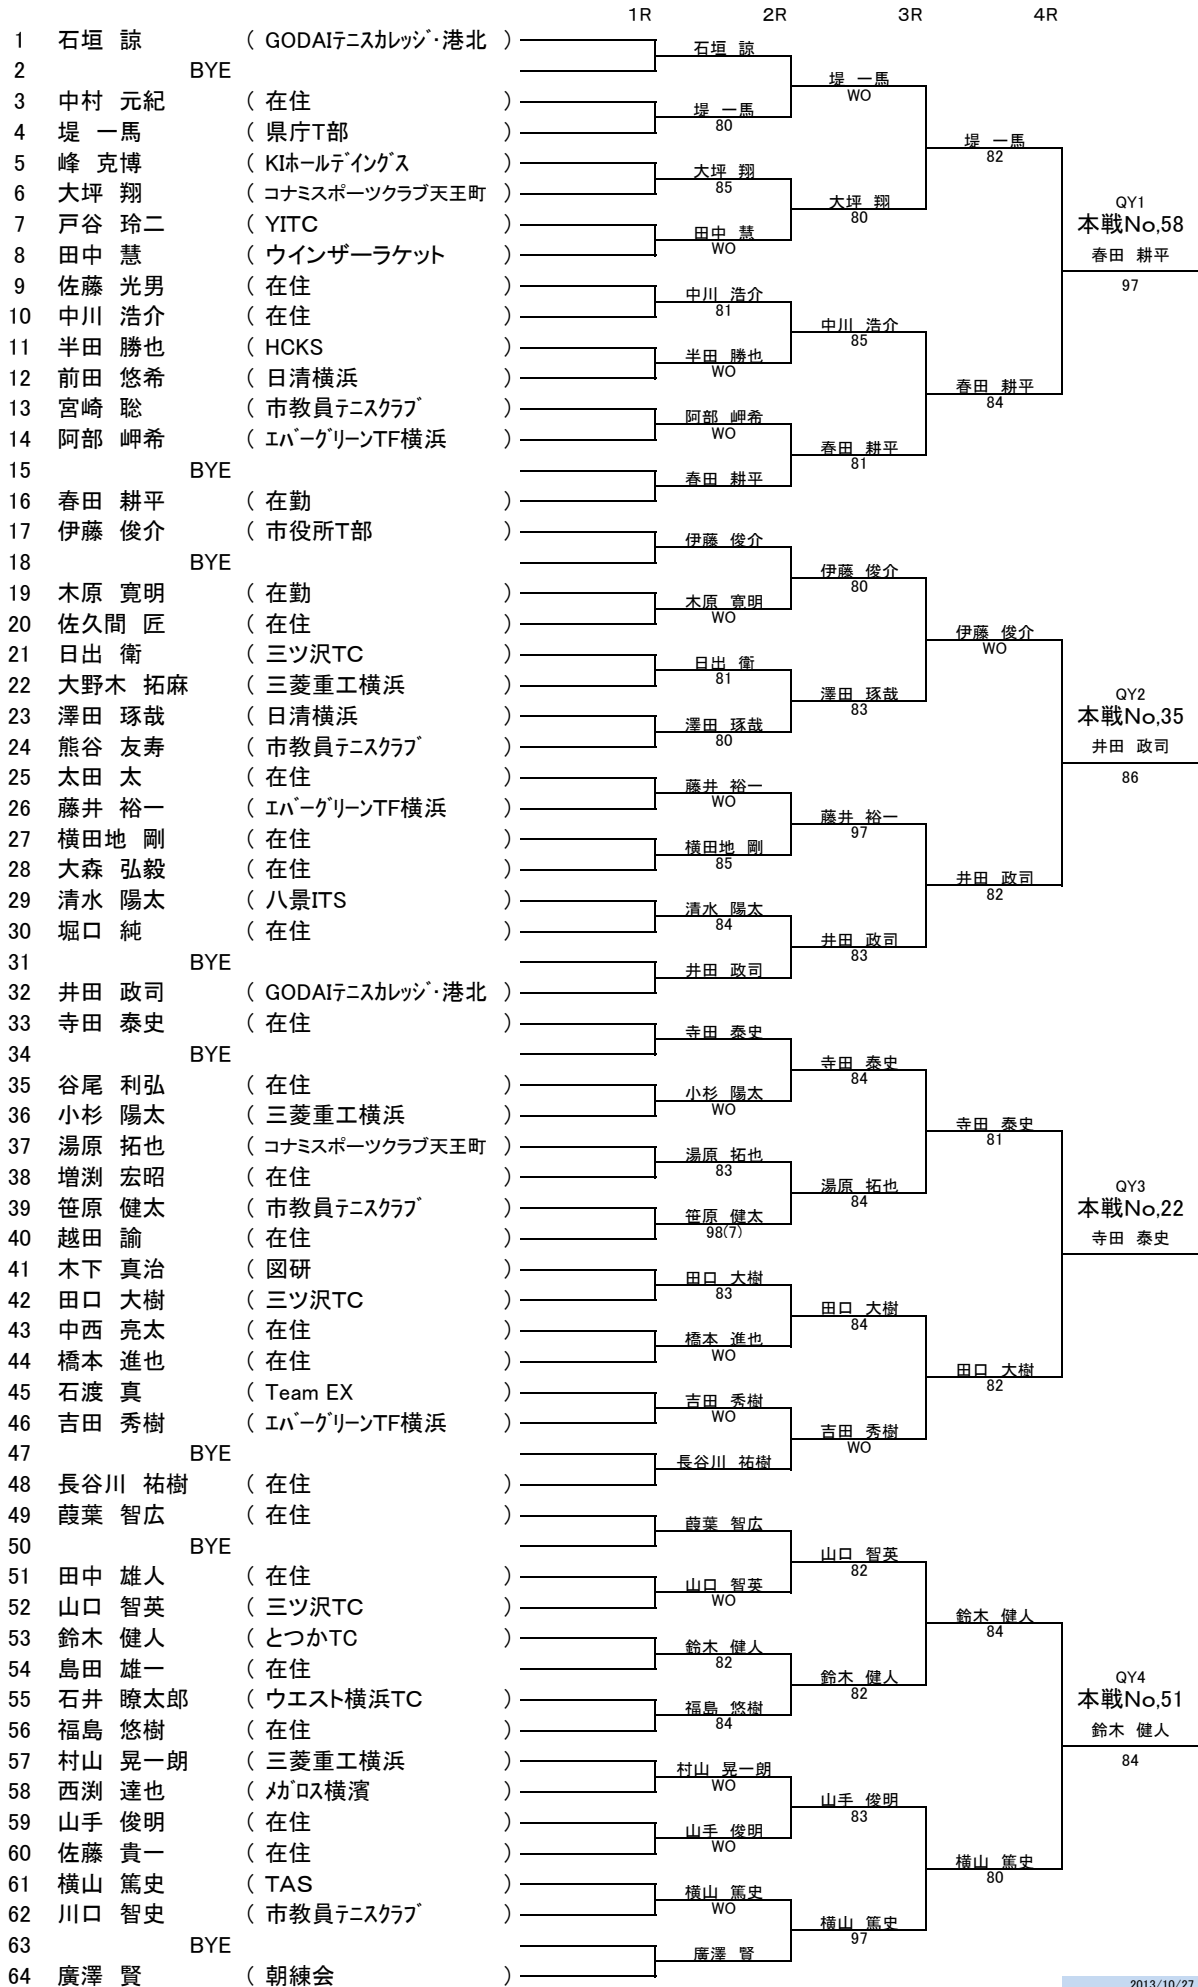 1R 2R 3R 4R
1 石垣 諒 ( GODAIテニスカレッジ・港北 )
2 BYE
3 中村 元紀 ( 在住 )
4 堤 一馬 ( 県庁T部 )
5 峰 克博 ( KIホールディングス )
6 大坪 翔 ( コナミスポーツクラブ天王町 )
7 戸谷 玲二 ( YITC )
8 田中 慧 ( ウインザーラケット )
9 佐藤 光男 ( 在住 )
10 中川 浩介 ( 在住 )
11 半田 勝也 ( HCKS )
12 前田 悠希 ( 日清横浜 )
13 宮崎 聡 ( 市教員テニスクラブ )
14 阿部 岬希 ( エバーグリーンTF横浜 )
15 BYE
16 春田 耕平 ( 在勤 )
17 伊藤 俊介 ( 市役所T部 )
18 BYE
19 木原 寛明 ( 在勤 )
20 佐久間 匠 ( 在住 )
21 日出 衛 ( 三ツ沢TC )
22 大野木 拓麻 ( 三菱重工横浜 )
23 澤田 琢哉 ( 日清横浜 )
24 熊谷 友寿 ( 市教員テニスクラブ )
25 太田 太 ( 在住 )
26 藤井 裕一 ( エバーグリーンTF横浜 )
27 横田地 剛 ( 在住 )
28 大森 弘毅 ( 在住 )
29 清水 陽太 ( 八景ITS )
30 堀口 純 ( 在住 )
31 BYE
32 井田 政司 ( GODAIテニスカレッジ・港北 )
33 寺田 泰史 ( 在住 )
34 BYE
35 谷尾 利弘 ( 在住 )
36 小杉 陽太 ( 三菱重工横浜 )
37 湯原 拓也 ( コナミスポーツクラブ天王町 )
38 増渕 宏昭 ( 在住 )
39 笹原 健太 ( 市教員テニスクラブ )
40 越田 諭 ( 在住 )
41 木下 真治 ( 図研 )
42 田口 大樹 ( 三ツ沢TC )
43 中西 亮太 ( 在住 )
44 橋本 進也 ( 在住 )
45 石渡 真 ( Team EX )
46 吉田 秀樹 ( エバーグリーンTF横浜 )
47 BYE
48 長谷川 祐樹 ( 在住 )
49 葭葉 智広 ( 在住 )
50 BYE
51 田中 雄人 ( 在住 )
52 山口 智英 ( 三ツ沢TC )
53 鈴木 健人 ( とつかTC )
54 島田 雄一 ( 在住 )
55 石井 瞭太郎 ( ウエスト横浜TC )
56 福島 悠樹 ( 在住 )
57 村山 晃一朗 ( 三菱重工横浜 )
58 西渕 達也 ( メガロス横濱 )
59 山手 俊明 ( 在住 )
60 佐藤 貴一 ( 在住 )
61 横山 篤史 ( TAS )
62 川口 智史 ( 市教員テニスクラブ )
63 BYE
64 廣澤 賢 ( 朝練会 )
石垣 諒
堤 一馬
80
大坪 翔
85
田中 慧
WO
中川 浩介
81
半田 勝也
WO
阿部 岬希
WO
春田 耕平
伊藤 俊介
木原 寛明
WO
日出 衛
81
澤田 琢哉
80
藤井 裕一
WO
横田地 剛
85
清水 陽太
84
井田 政司
寺田 泰史
小杉 陽太
WO
湯原 拓也
83
笹原 健太
98(7)
田口 大樹
83
橋本 進也
WO
吉田 秀樹
WO
長谷川 祐樹
葭葉 智広
山口 智英
WO
鈴木 健人
82
福島 悠樹
84
村山 晃一朗
WO
山手 俊明
WO
横山 篤史
WO
廣澤 賢
堤 一馬
WO
大坪 翔
80
中川 浩介
85
春田 耕平
81
伊藤 俊介
80
澤田 琢哉
83
藤井 裕一
97
井田 政司
83
寺田 泰史
84
湯原 拓也
84
田口 大樹
84
吉田 秀樹
WO
山口 智英
82
鈴木 健人
82
山手 俊明
83
横山 篤史
97
堤 一馬
82
春田 耕平
84
伊藤 俊介
WO
井田 政司
82
寺田 泰史
81
田口 大樹
82
鈴木 健人
84
横山 篤史
80
QY1
本戦No,58
春田 耕平
97
QY2
本戦No,35
井田 政司
86
QY3
本戦No,22
寺田 泰史
QY4
本戦No,51
鈴木 健人
84
2013/10/27